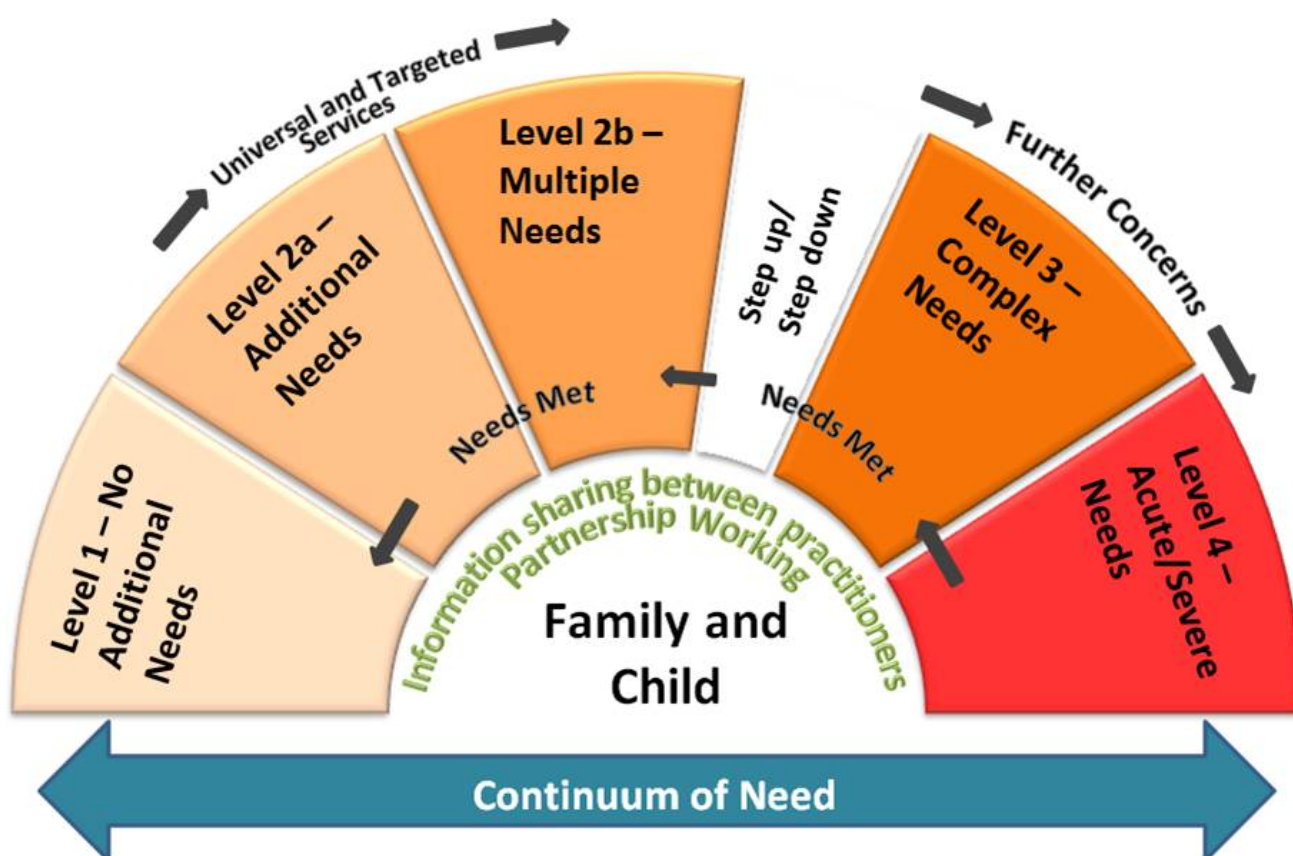 Universal and Targeted
Services
Further Concerns
Level 1 – No
Additional
Needs
Level 2a –
Additional
Needs
Level 2b –
Multiple
Needs
Step up/
Step down
Level 3 –
Complex
Needs
Level 4 –
Acute/Severe
Needs
Needs Met
Needs Met
Information sharing between practitioners
Partnership Working
Family and
Child
Continuum of Need